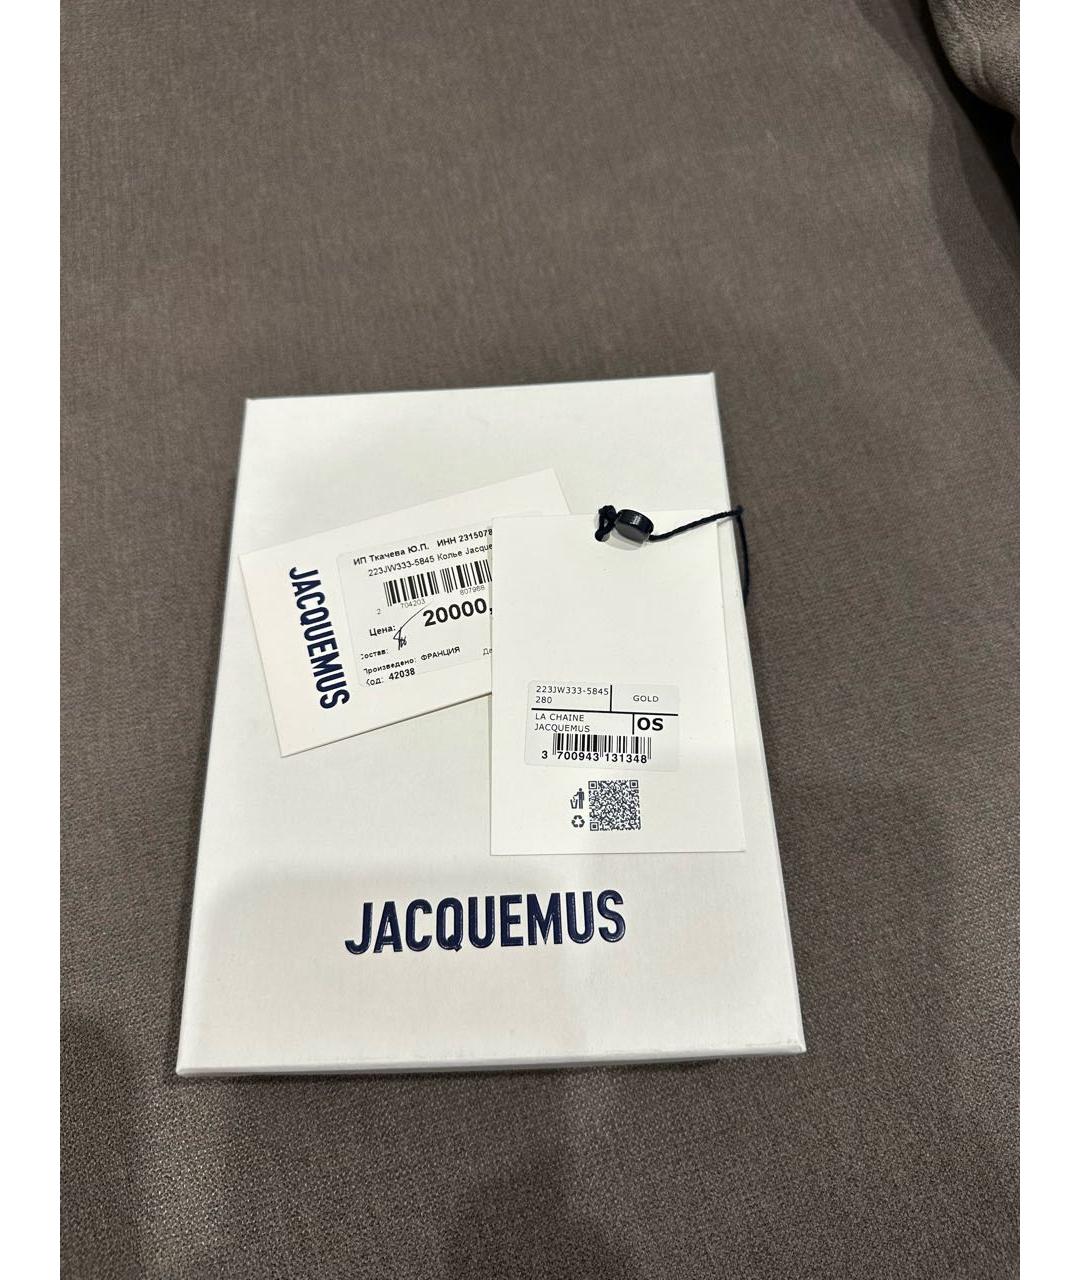 ИП Ткачева Ю.П. ИНН 2315078
223JW333-5845 Колье Jacque
2 704203 807988
Цена: 20000,
Состав:
Произведено: ФРАНЦИЯ
Код: 42038
JACQUEMUS
223JW333-5845
280
GOLD
LA CHAINE
JACQUEMUS
OS
3 700943 131348
JACQUEMUS